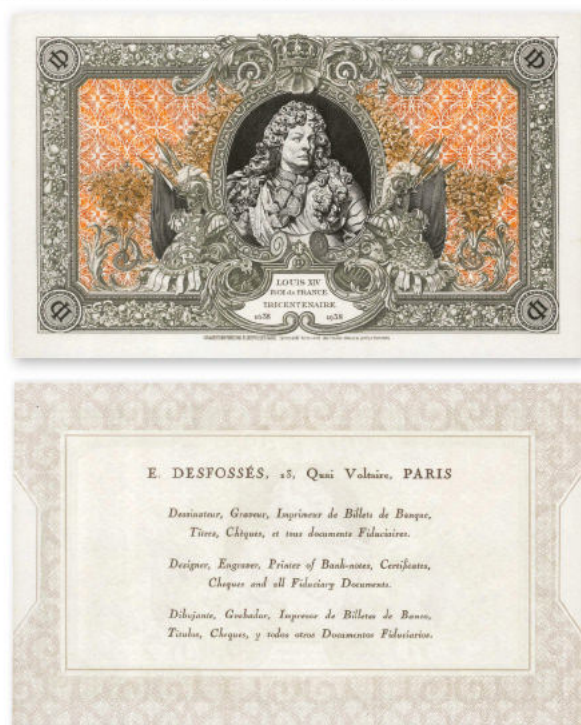 LOUIS XIV
ROI de FRANCE
TRICENTENAIRE
1638 1938
E. DESFOSSÉS, 23, Quai Voltaire, PARIS
Dessinateur, Graveur, Imprimeur de Billets de Banque,
Titres, Chèques, et tous documents Fiduciaires.
Designer, Engraver, Printer of Bank-notes, Certificates,
Cheques and all Fiduciary Documents.
Dibujante, Grabador, Impresor de Billetes de Banco,
Titulos, Cheques, y todos otros Documentos Fiduciarios.